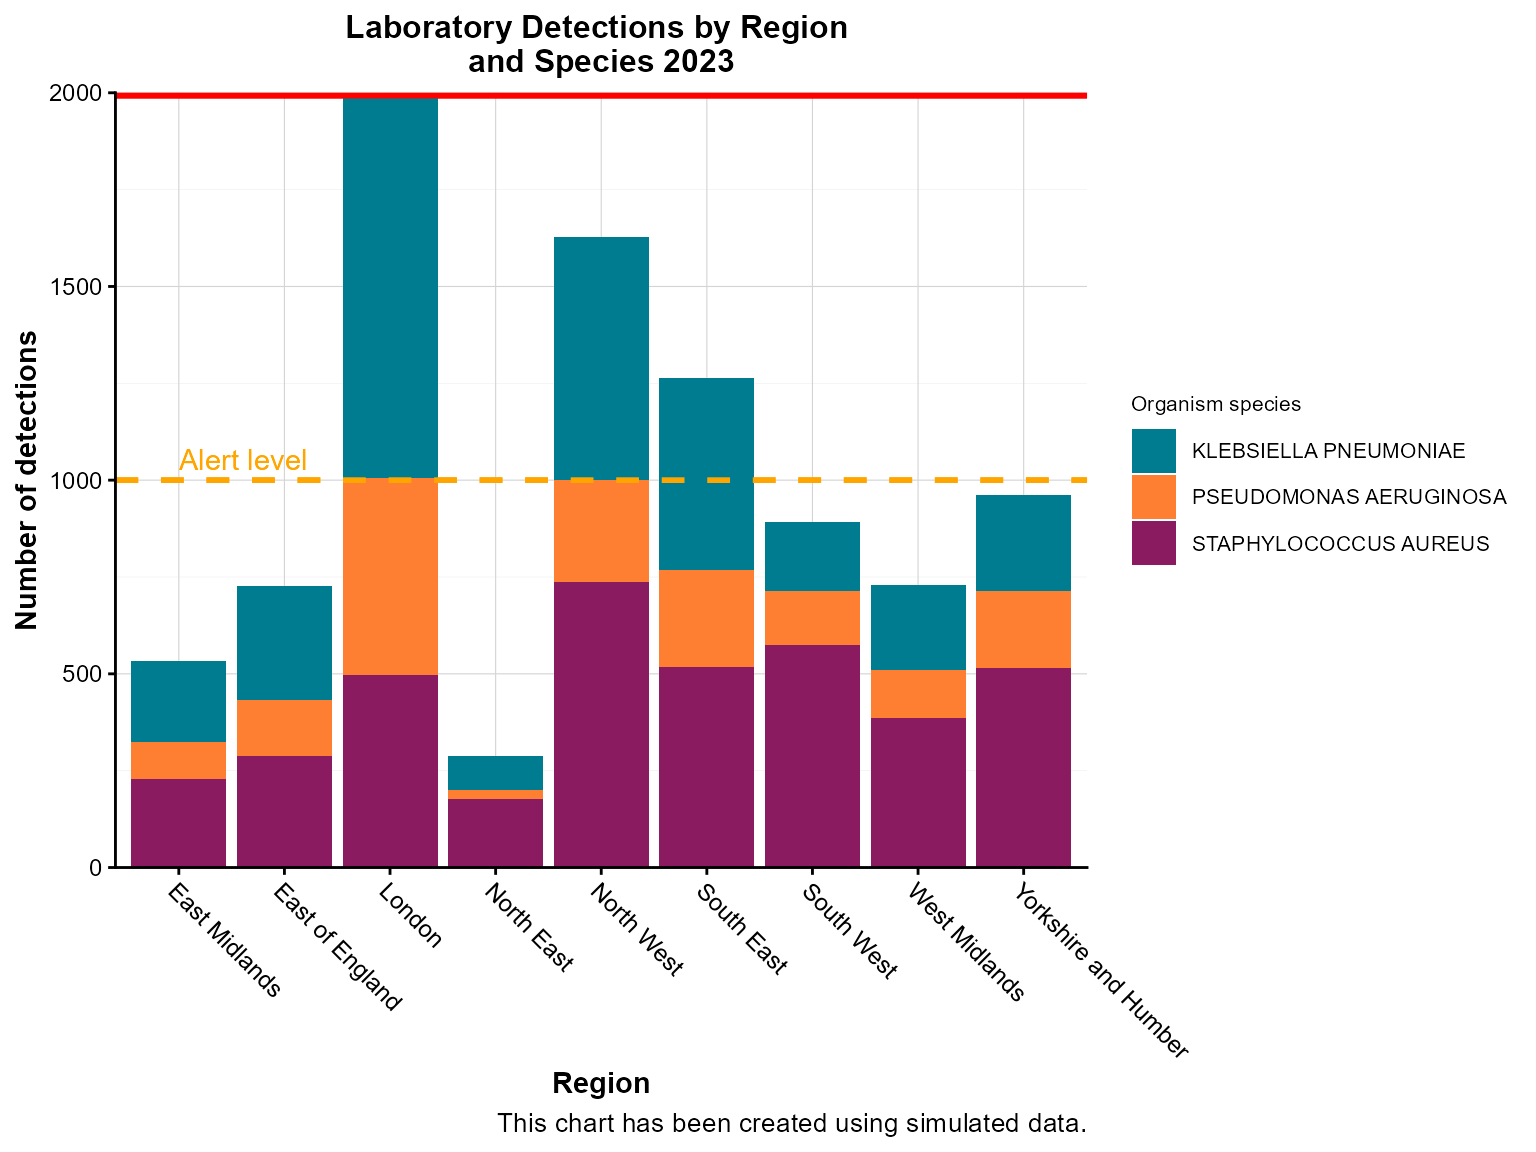 Laboratory Detections by Region
and Species 2023
Number of detections
2000
1500
1000
500
0
Alert level
East Midlands
East of England
London
North East
North West
South East
South West
West Midlands
Yorkshire and Humber
Region
Organism species
KLEBSIELLA PNEUMONIAE
PSEUDOMONAS AERUGINOSA
STAPHYLOCOCCUS AUREUS
This chart has been created using simulated data.